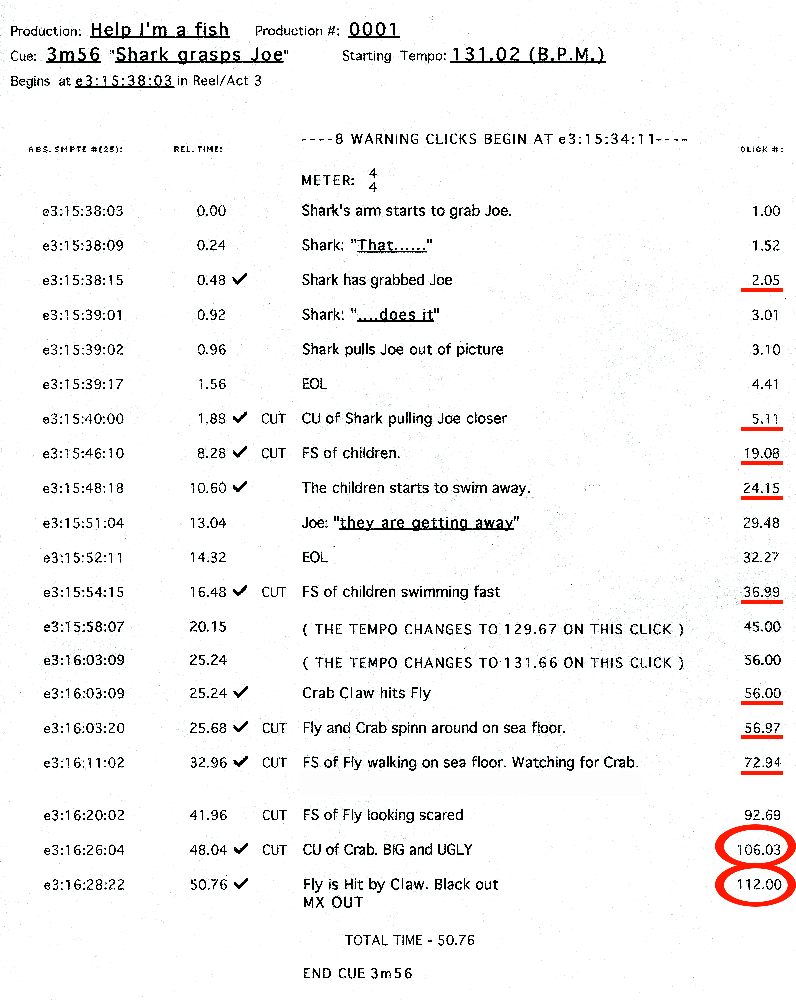 Production: Help I'm a fish Production #: 0001
Cue: 3m56 "Shark grasps Joe" Starting Tempo: 131.02 (B.P.M.)
Begins at e3:15:38:03 in Reel/Act 3
----8 WARNING CLICKS BEGIN AT e3:15:34:11----
ABS. SMPTE #(25): REL. TIME: CLICK #:
METER: 4
4
e3:15:38:03 0.00 Shark's arm starts to grab Joe. 1.00
e3:15:38:09 0.24 Shark: "That......" 1.52
e3:15:38:15 0.48 ✓ Shark has grabbed Joe 2.05
e3:15:39:01 0.92 Shark: "....does it" 3.01
e3:15:39:02 0.96 Shark pulls Joe out of picture 3.10
e3:15:39:17 1.56 EOL 4.41
e3:15:40:00 1.88 ✓ CUT CU of Shark pulling Joe closer 5.11
e3:15:46:10 8.28 ✓ CUT FS of children. 19.08
e3:15:48:18 10.60 ✓ The children starts to swim away. 24.15
e3:15:51:04 13.04 Joe: "they are getting away" 29.48
e3:15:52:11 14.32 EOL 32.27
e3:15:54:15 16.48 ✓ CUT FS of children swimming fast 36.99
e3:15:58:07 20.15 ( THE TEMPO CHANGES TO 129.67 ON THIS CLICK ) 45.00
e3:16:03:09 25.24 ( THE TEMPO CHANGES TO 131.66 ON THIS CLICK ) 56.00
e3:16:03:09 25.24 ✓ Crab Claw hits Fly 56.00
e3:16:03:20 25.68 ✓ CUT Fly and Crab spinn around on sea floor. 56.97
e3:16:11:02 32.96 ✓ CUT FS of Fly walking on sea floor. Watching for Crab. 72.94
e3:16:20:02 41.96 CUT FS of Fly looking scared 92.69
e3:16:26:04 48.04 ✓ CUT CU of Crab. BIG and UGLY 106.03
e3:16:28:22 50.76 ✓ Fly is Hit by Claw. Black out 112.00
MX OUT
TOTAL TIME - 50.76
END CUE 3m56